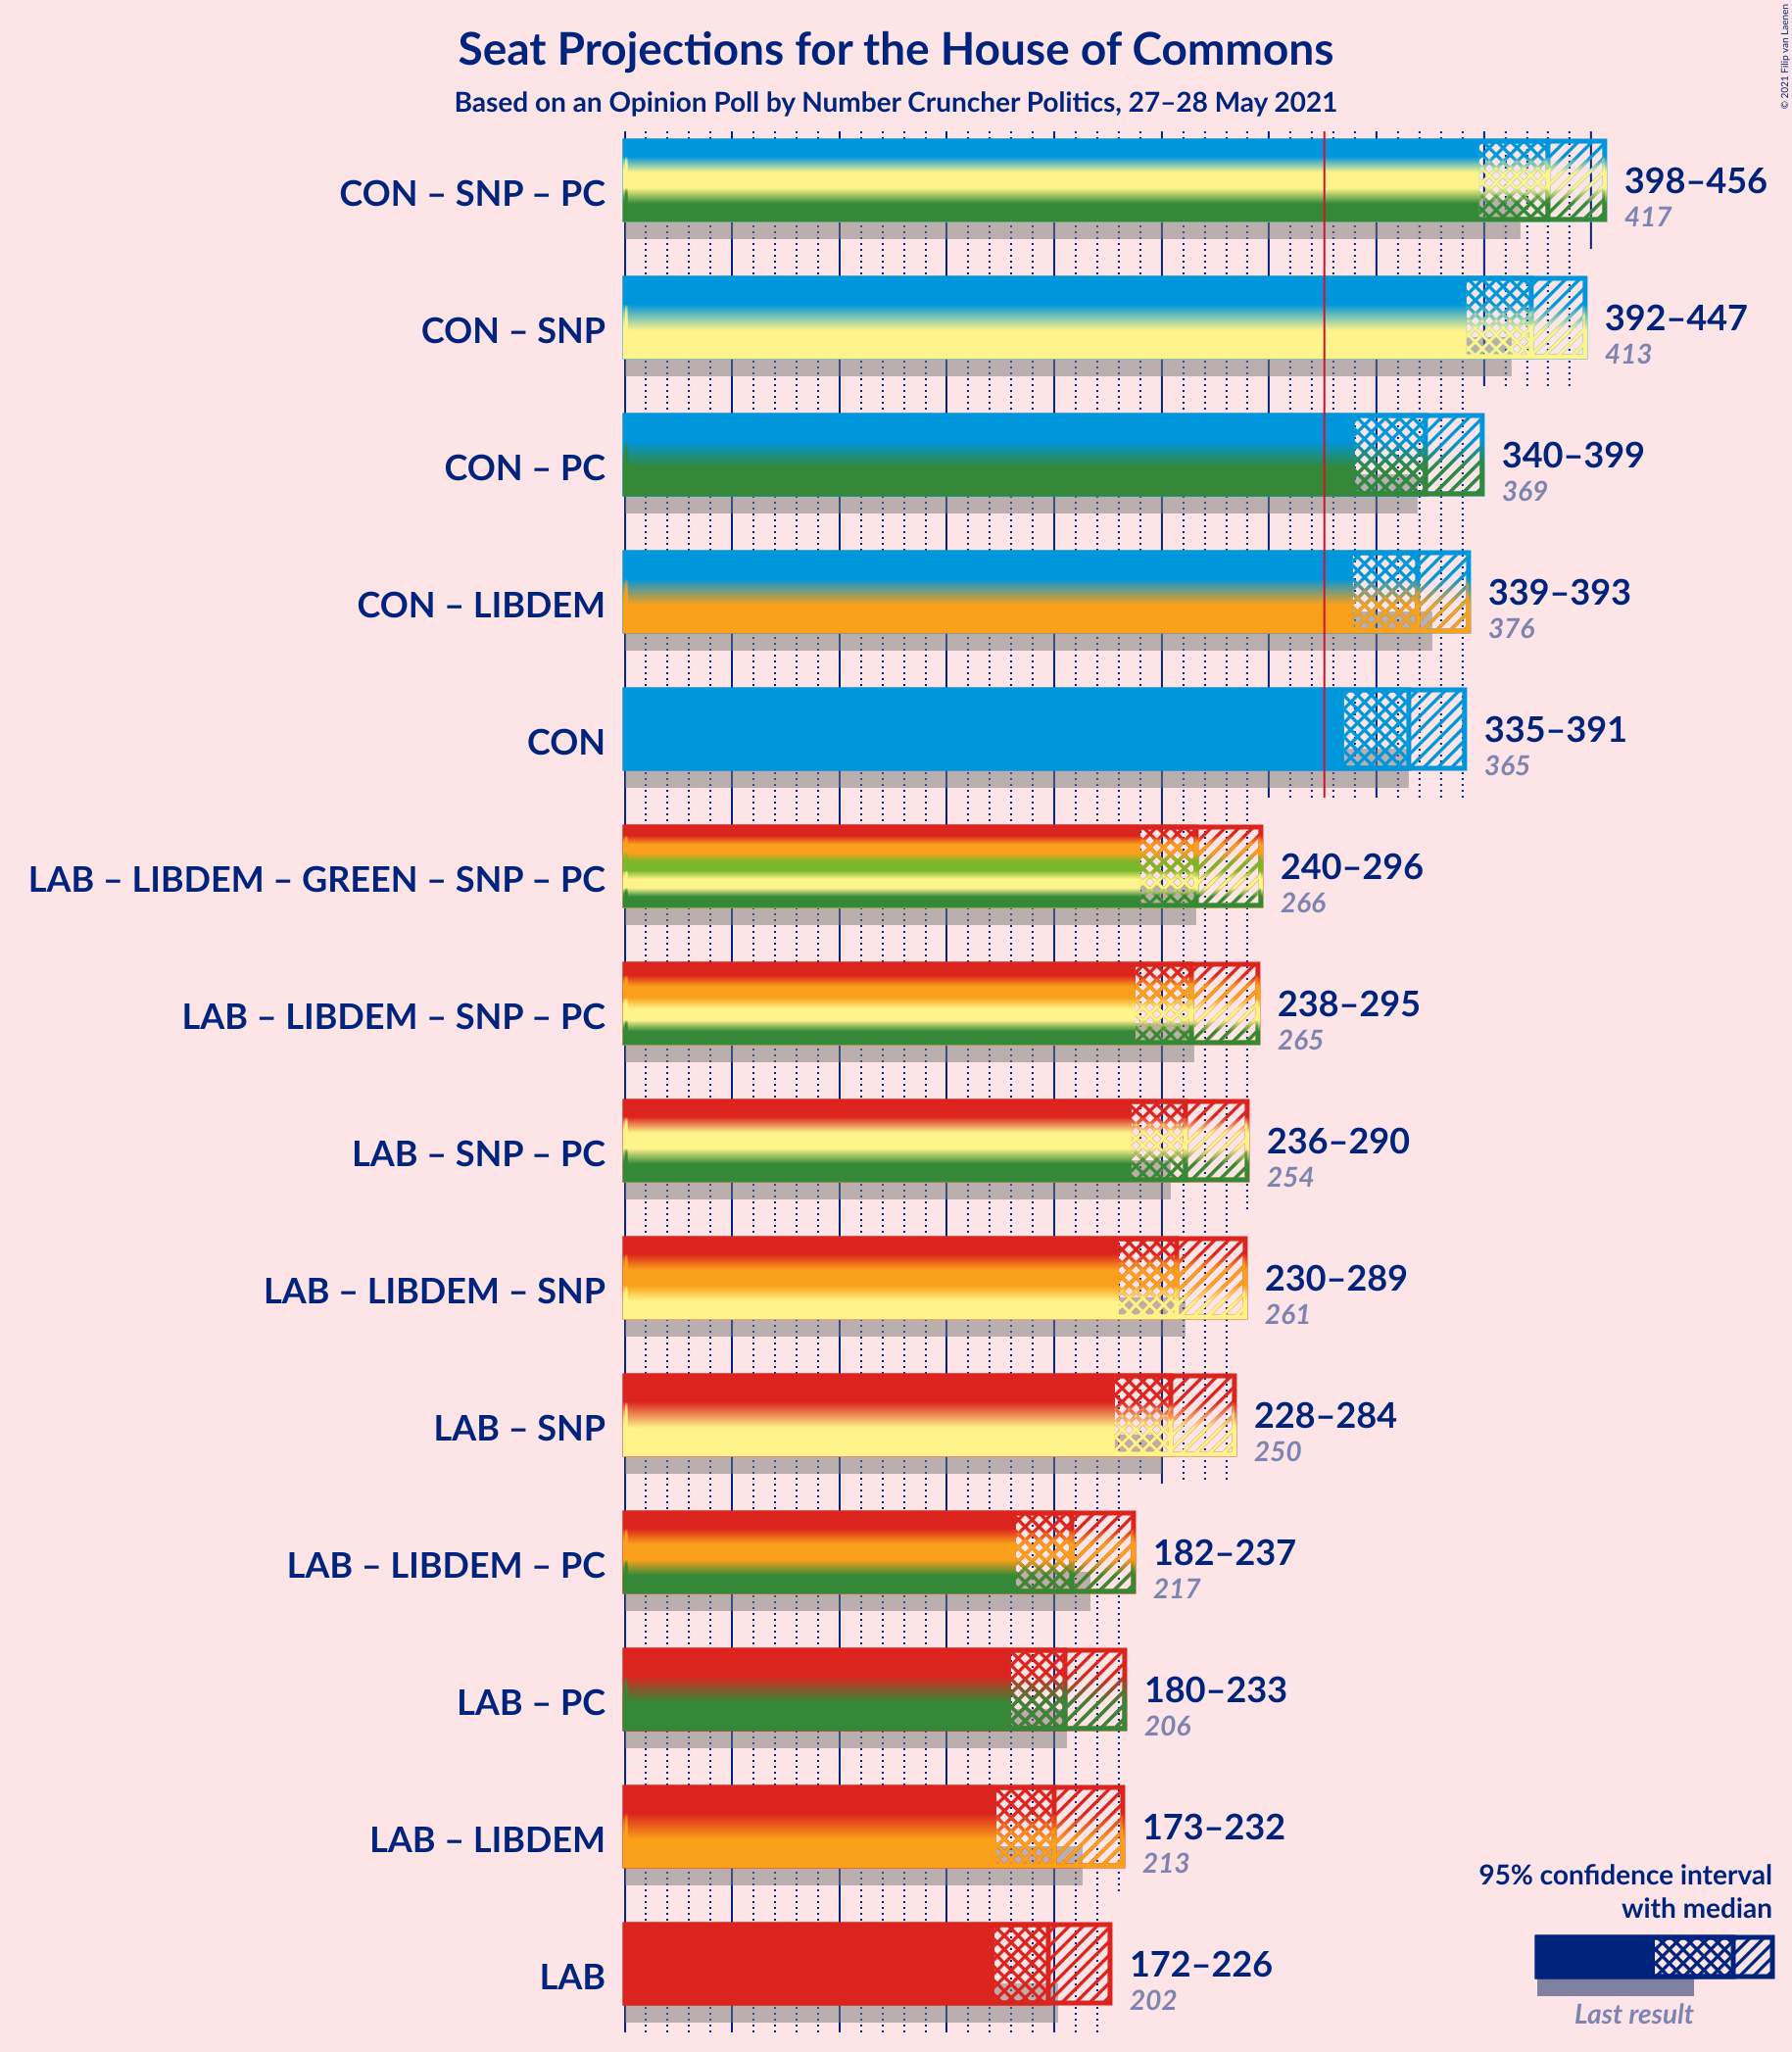 Seat Projections for the House of Commons
Based on an Opinion Poll by Number Cruncher Politics, 27–28 May 2021
© 2021 Filip van Laenen
CON – SNP – PC
398–456
417
CON – SNP
392–447
413
CON – PC
340–399
369
CON – LIBDEM
339–393
376
CON
335–391
365
LAB – LIBDEM – GREEN – SNP – PC
240–296
266
LAB – LIBDEM – SNP – PC
238–295
265
LAB – SNP – PC
236–290
254
LAB – LIBDEM – SNP
230–289
261
LAB – SNP
228–284
250
LAB – LIBDEM – PC
182–237
217
LAB – PC
180–233
206
LAB – LIBDEM
173–232
213
LAB
172–226
202
95% confidence interval
with median
Last result